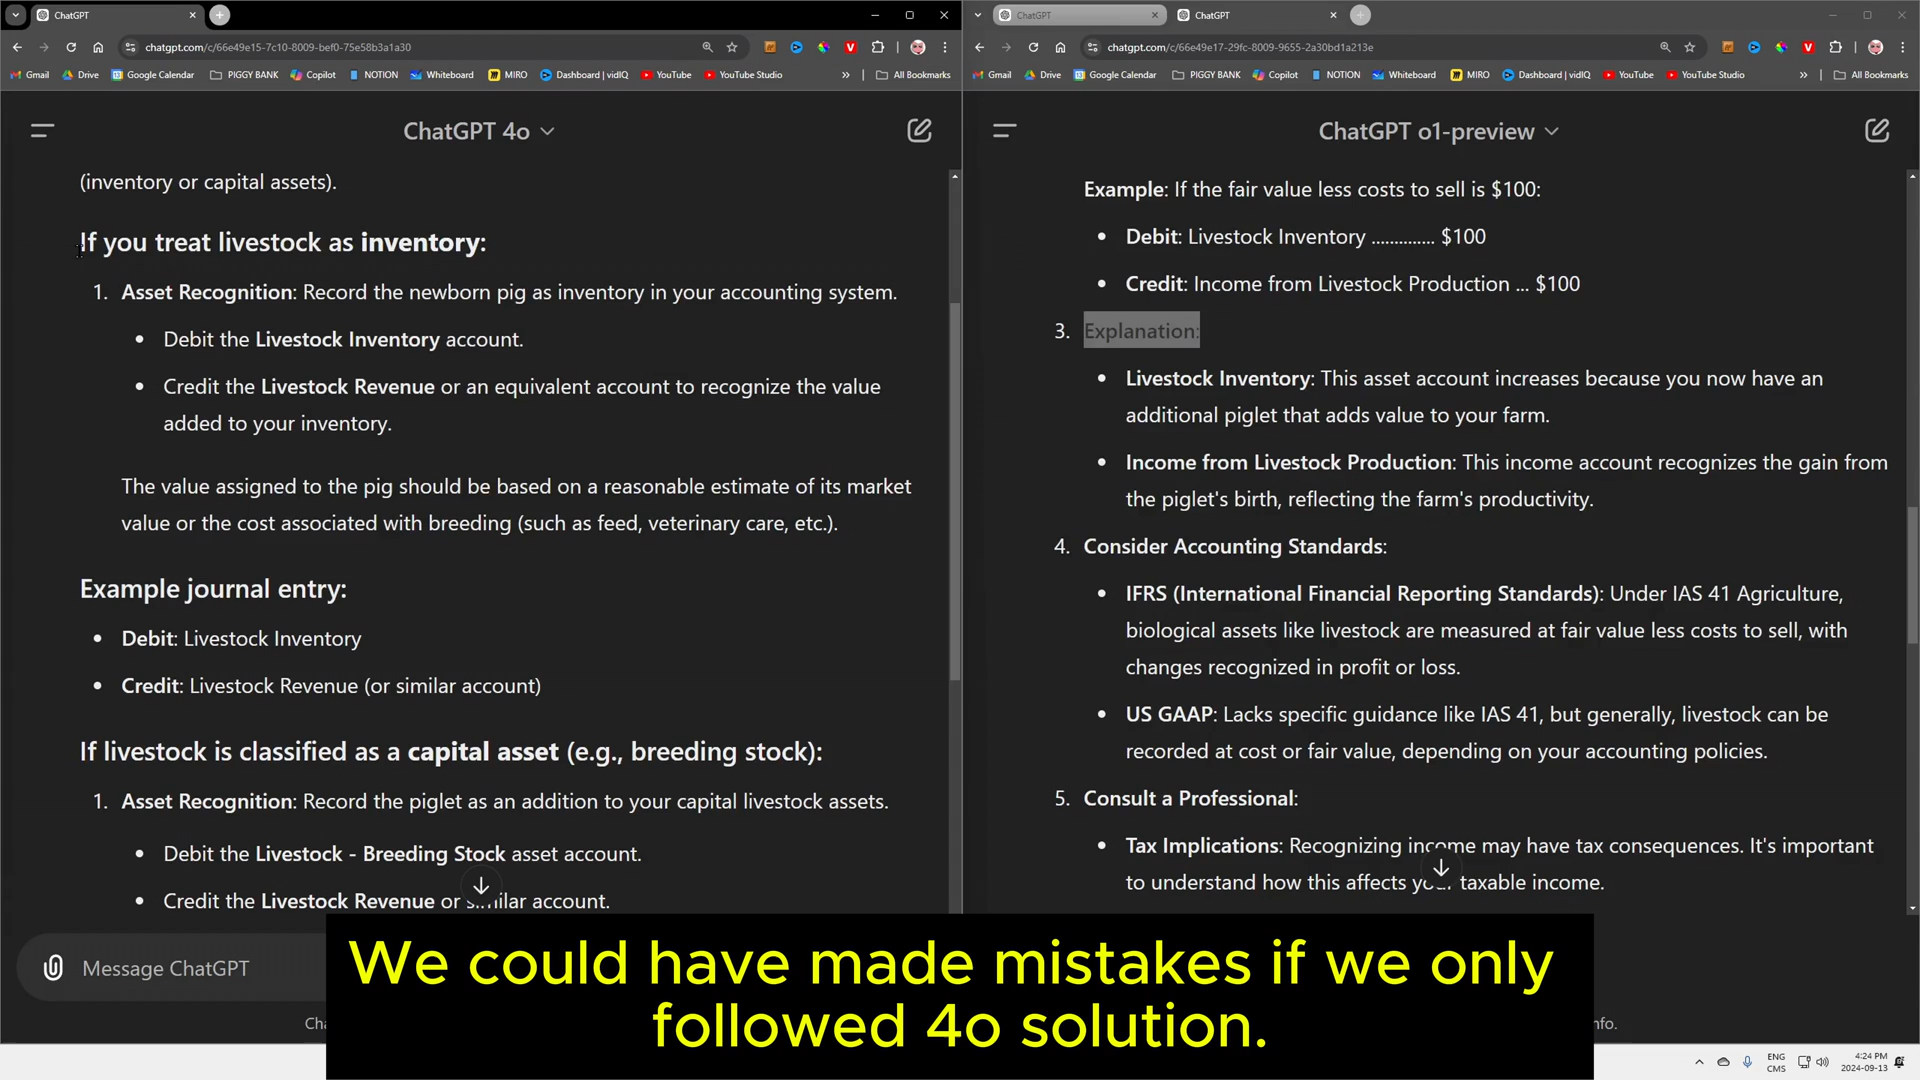 ChatGPT
chatgpt.com/c/66e49e15-7c10-8009-bef0-75e58b3a1a30
Gmail Drive Google Calendar PIGGY BANK Copilot NOTION Whiteboard MIRO Dashboard | vidIQ YouTube YouTube Studio » All Bookmarks
ChatGPT 4o
(inventory or capital assets).
If you treat livestock as inventory:
1. Asset Recognition: Record the newborn pig as inventory in your accounting system.
• Debit the Livestock Inventory account.
• Credit the Livestock Revenue or an equivalent account to recognize the value
added to your inventory.
The value assigned to the pig should be based on a reasonable estimate of its market
value or the cost associated with breeding (such as feed, veterinary care, etc.).
Example journal entry:
• Debit: Livestock Inventory
• Credit: Livestock Revenue (or similar account)
If livestock is classified as a capital asset (e.g., breeding stock):
1. Asset Recognition: Record the piglet as an addition to your capital livestock assets.
• Debit the Livestock - Breeding Stock asset account.
• Credit the Livestock Revenue or similar account.
Message ChatGPT
Cha
ChatGPT ChatGPT
chatgpt.com/c/66e49e17-29fc-8009-9655-2a30bd1a213e
Gmail Drive Google Calendar PIGGY BANK Copilot NOTION Whiteboard MIRO Dashboard | vidIQ YouTube YouTube Studio » All Bookmarks
ChatGPT o1-preview
Example: If the fair value less costs to sell is $100:
• Debit: Livestock Inventory .............. $100
• Credit: Income from Livestock Production ... $100
3. Explanation:
• Livestock Inventory: This asset account increases because you now have an
additional piglet that adds value to your farm.
• Income from Livestock Production: This income account recognizes the gain from
the piglet's birth, reflecting the farm's productivity.
4. Consider Accounting Standards:
• IFRS (International Financial Reporting Standards): Under IAS 41 Agriculture,
biological assets like livestock are measured at fair value less costs to sell, with
changes recognized in profit or loss.
• US GAAP: Lacks specific guidance like IAS 41, but generally, livestock can be
recorded at cost or fair value, depending on your accounting policies.
5. Consult a Professional:
• Tax Implications: Recognizing income may have tax consequences. It's important
to understand how this affects your taxable income.
nfo.
We could have made mistakes if we only
followed 4o solution.
ENG
CMS
4:24 PM
2024-09-13